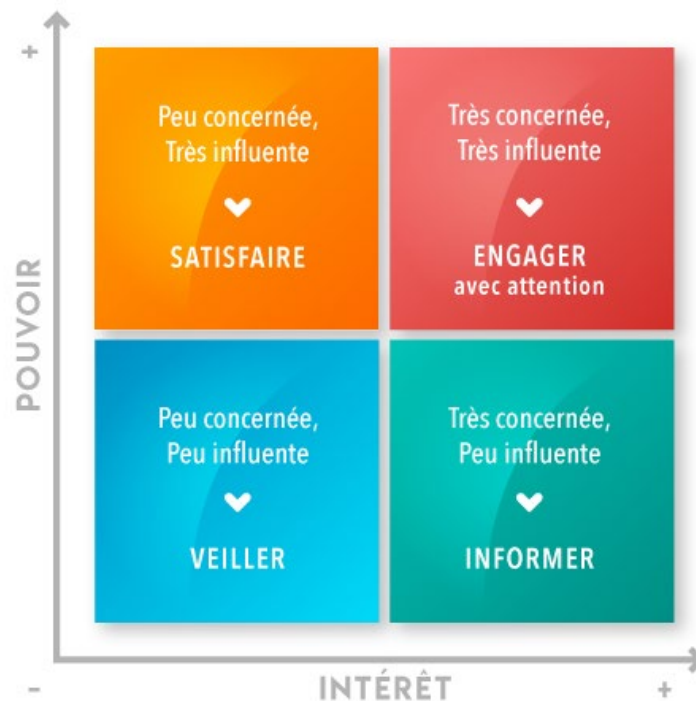 +
POUVOIR
Peu concernée,
Très influente
SATISFAIRE
Très concernée,
Très influente
ENGAGER
avec attention
Peu concernée,
Peu influente
VEILLER
Très concernée,
Peu influente
INFORMER
-
INTÉRÊT
+